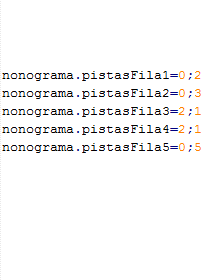 nonograma.pistasFila1=0;2
nonograma.pistasFila2=0;3
nonograma.pistasFila3=2;1
nonograma.pistasFila4=2;1
nonograma.pistasFila5=0;5